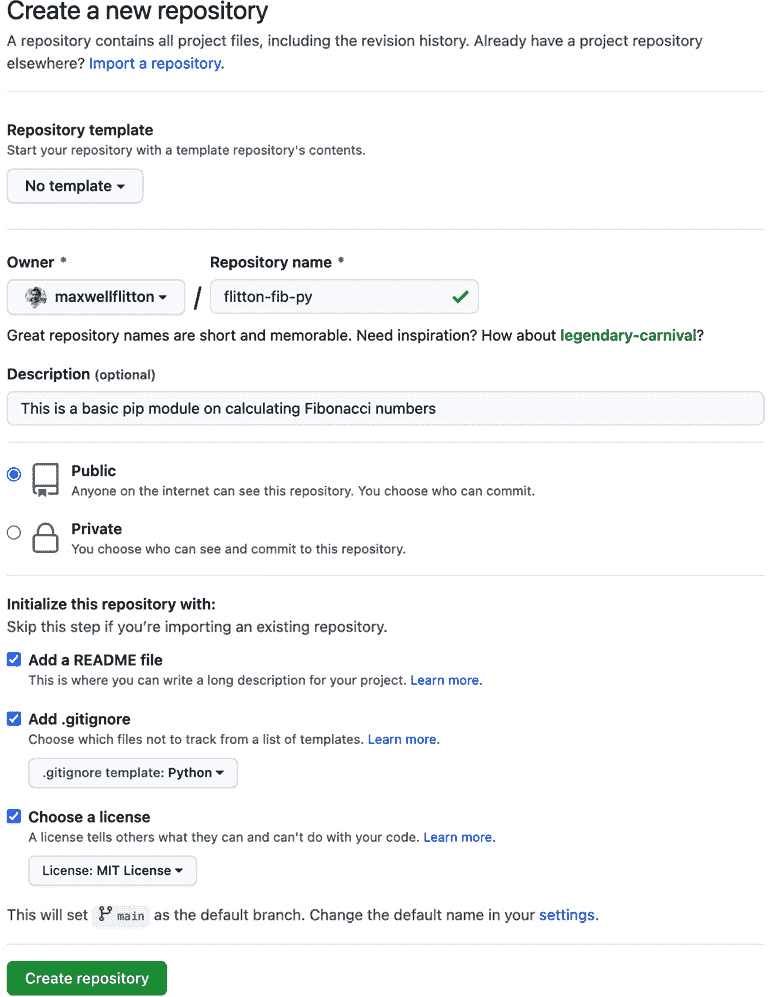 Create a new repository
A repository contains all project files, including the revision history. Already have a project repository
elsewhere? Import a repository.
Repository template
Start your repository with a template repository's contents.
No template
Owner *
Repository name *
maxwellflitton
/
flitton-fib-py
Great repository names are short and memorable. Need inspiration? How about legendary-carnival?
Description (optional)
This is a basic pip module on calculating Fibonacci numbers
Public
Anyone on the internet can see this repository. You choose who can commit.
Private
You choose who can see and commit to this repository.
Initialize this repository with:
Skip this step if you’re importing an existing repository.
Add a README file
This is where you can write a long description for your project. Learn more.
Add .gitignore
Choose which files not to track from a list of templates. Learn more.
.gitignore template: Python
Choose a license
A license tells others what they can and can't do with your code. Learn more.
License: MIT License
This will set main as the default branch. Change the default name in your settings.
Create repository